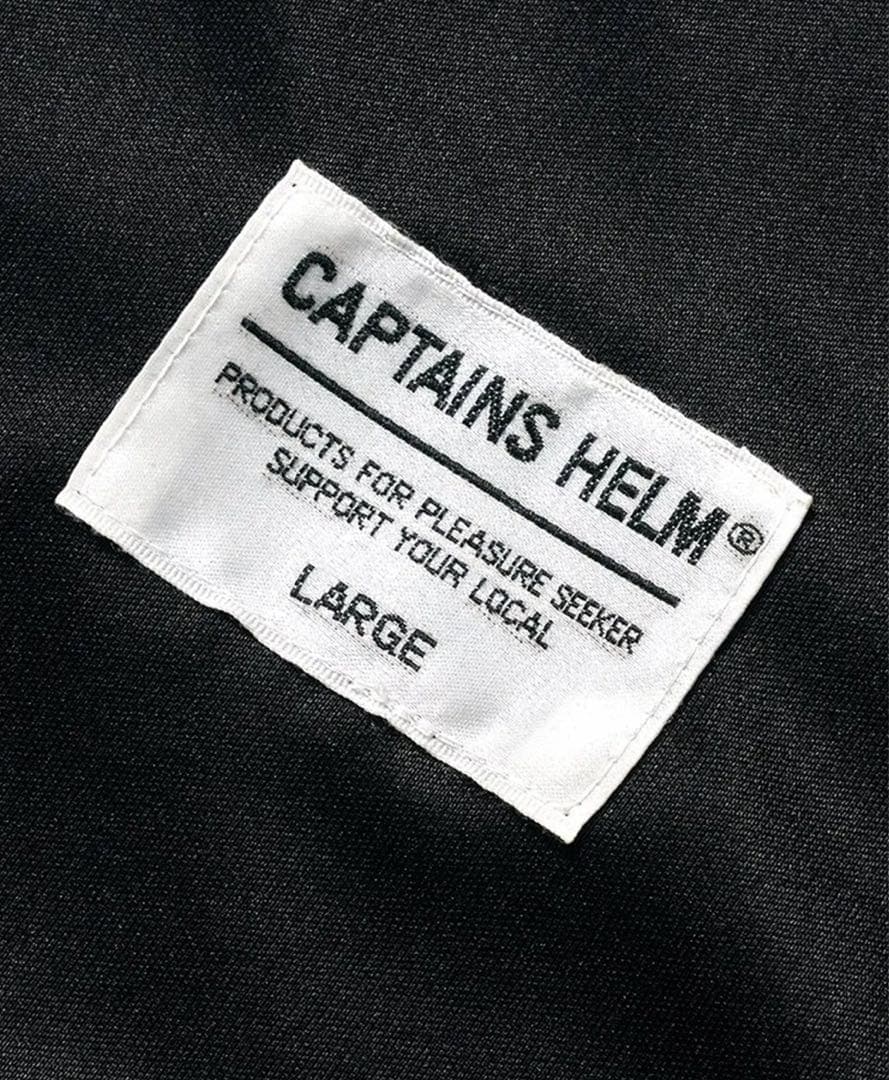 CAPTAINS HELM®
PRODUCTS FOR PLEASURE SEEKER
SUPPORT YOUR LOCAL
LARGE